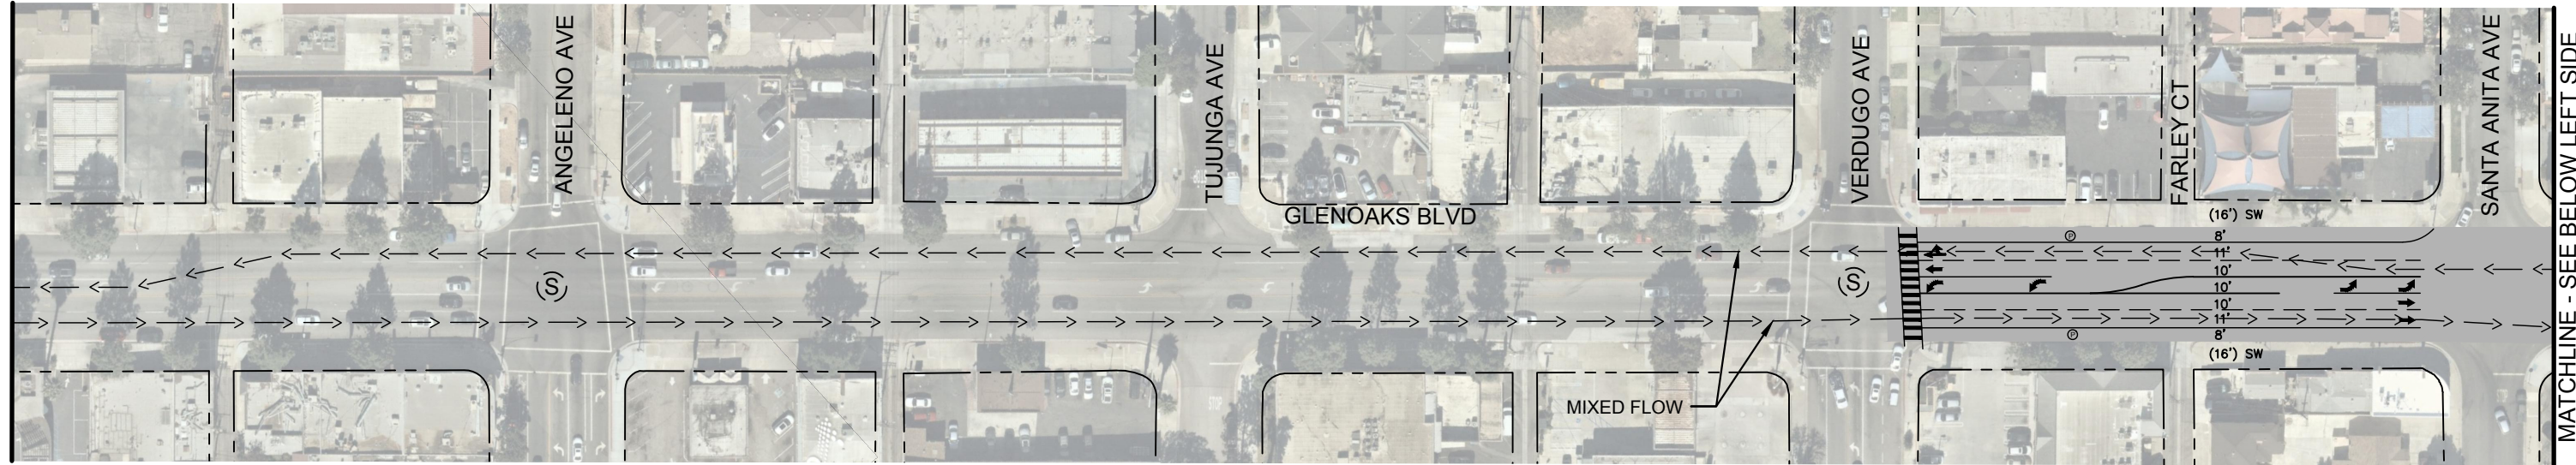 ANGELENO AVE
TUJUNGA AVE
VERDUGO AVE
FARLEY CT
SANTA ANITA AVE
MATCHLINE - SEE BELOW LEFT SIDE
GLENOAKS BLVD
(16') SW
P
8'
11'
10'
10'
10'
11'
8'
P
(16') SW
(S)
(S)
MIXED FLOW